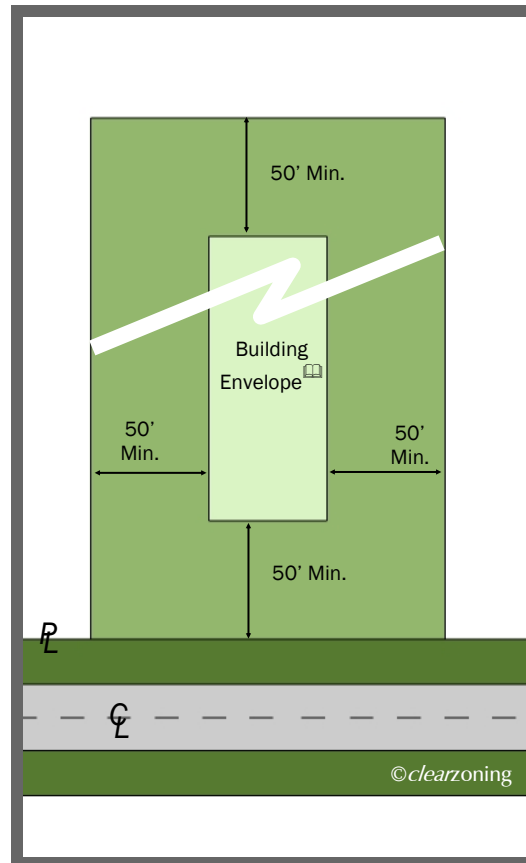 50’ Min.
Building
Envelope
50’
Min.
50’
Min.
50’ Min.
PL
CL
©clearzoning